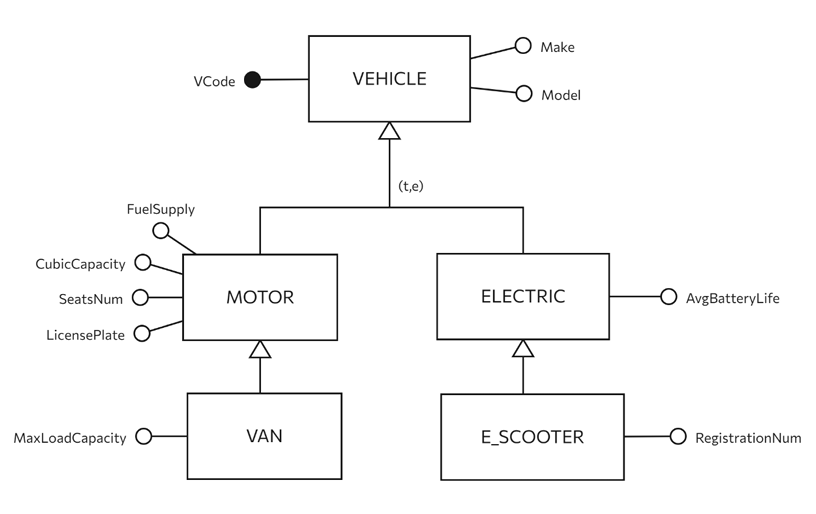 VCode
VEHICLE
Make
Model
(t,e)
FuelSupply
CubicCapacity
SeatsNum
LicensePlate
MOTOR
ELECTRIC
AvgBatteryLife
MaxLoadCapacity
VAN
E_SCOOTER
RegistrationNum